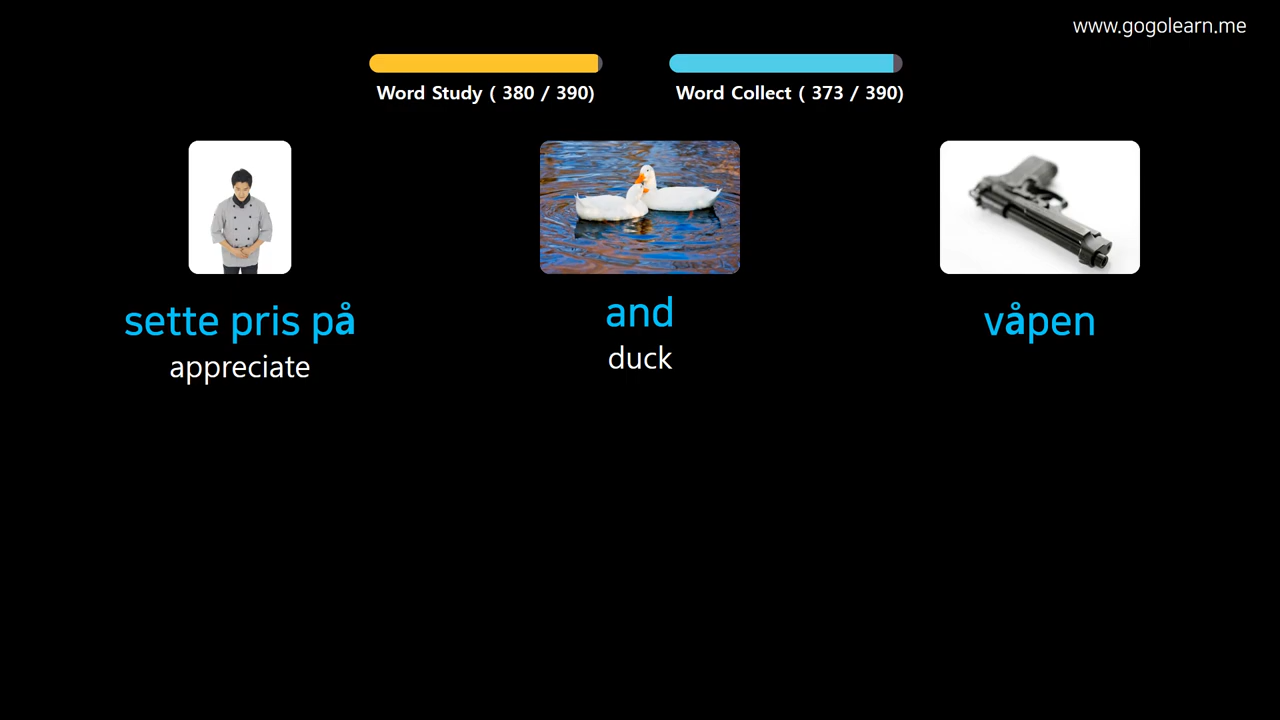 www.gogolearn.me
Word Study ( 380 / 390)
Word Collect ( 373 / 390)
sette pris på
appreciate
and
duck
våpen